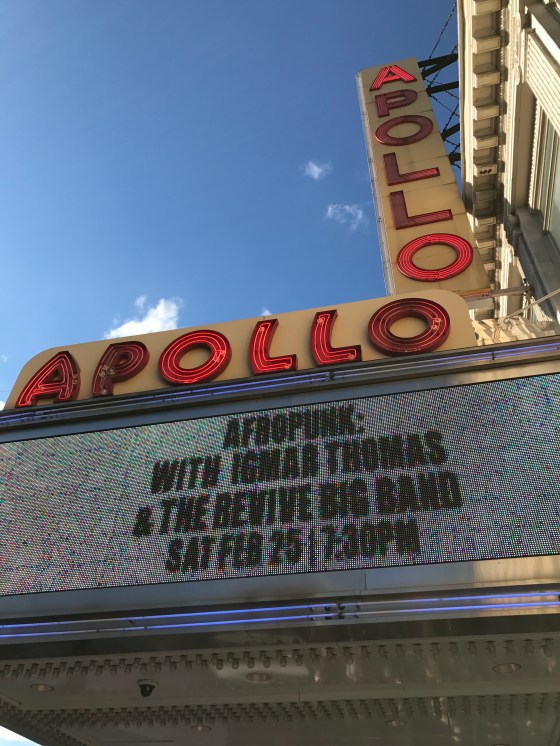 APOLLO
APOLLO
AFROPUNK:
WITH IGMAR THOMAS
& THE REVIVE BIG BAND
SAT FEB 25 | 7:30PM